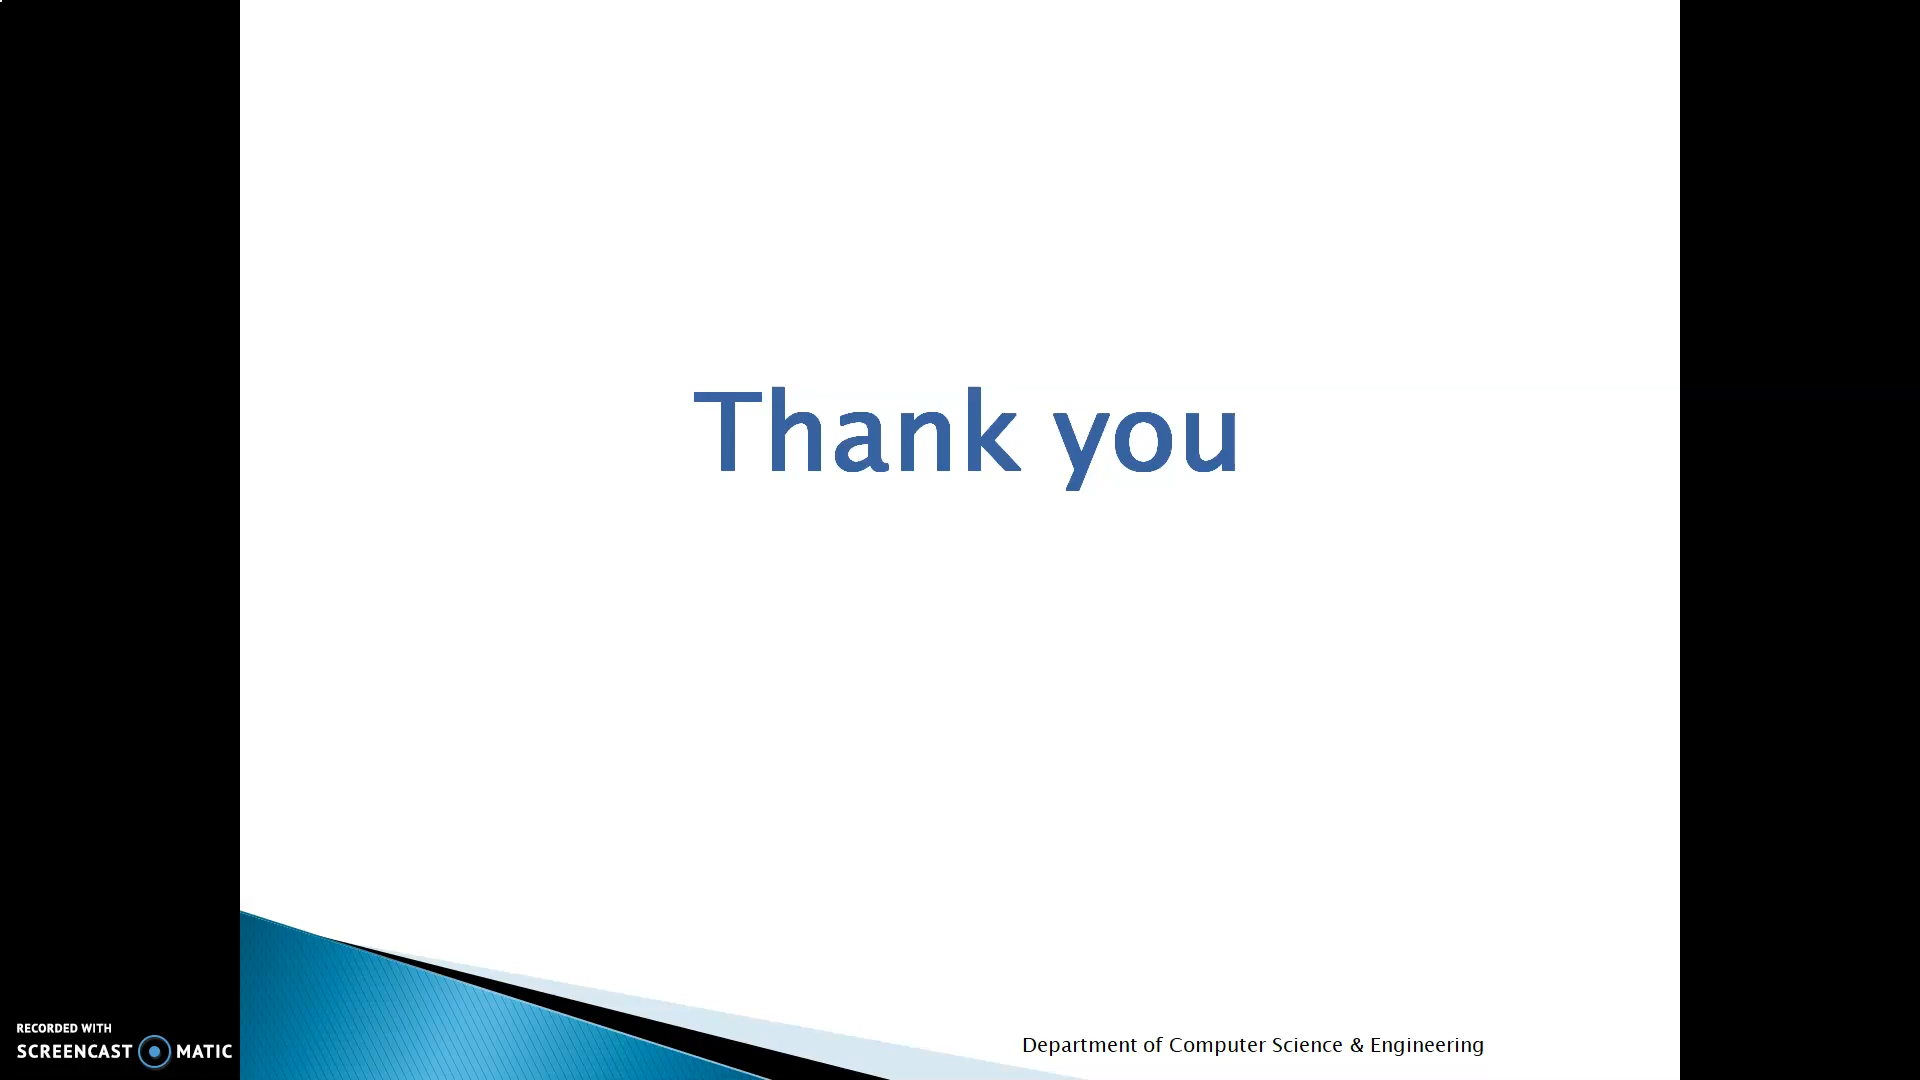 Thank you
Department of Computer Science & Engineering
RECORDED WITH
SCREENCAST MATIC